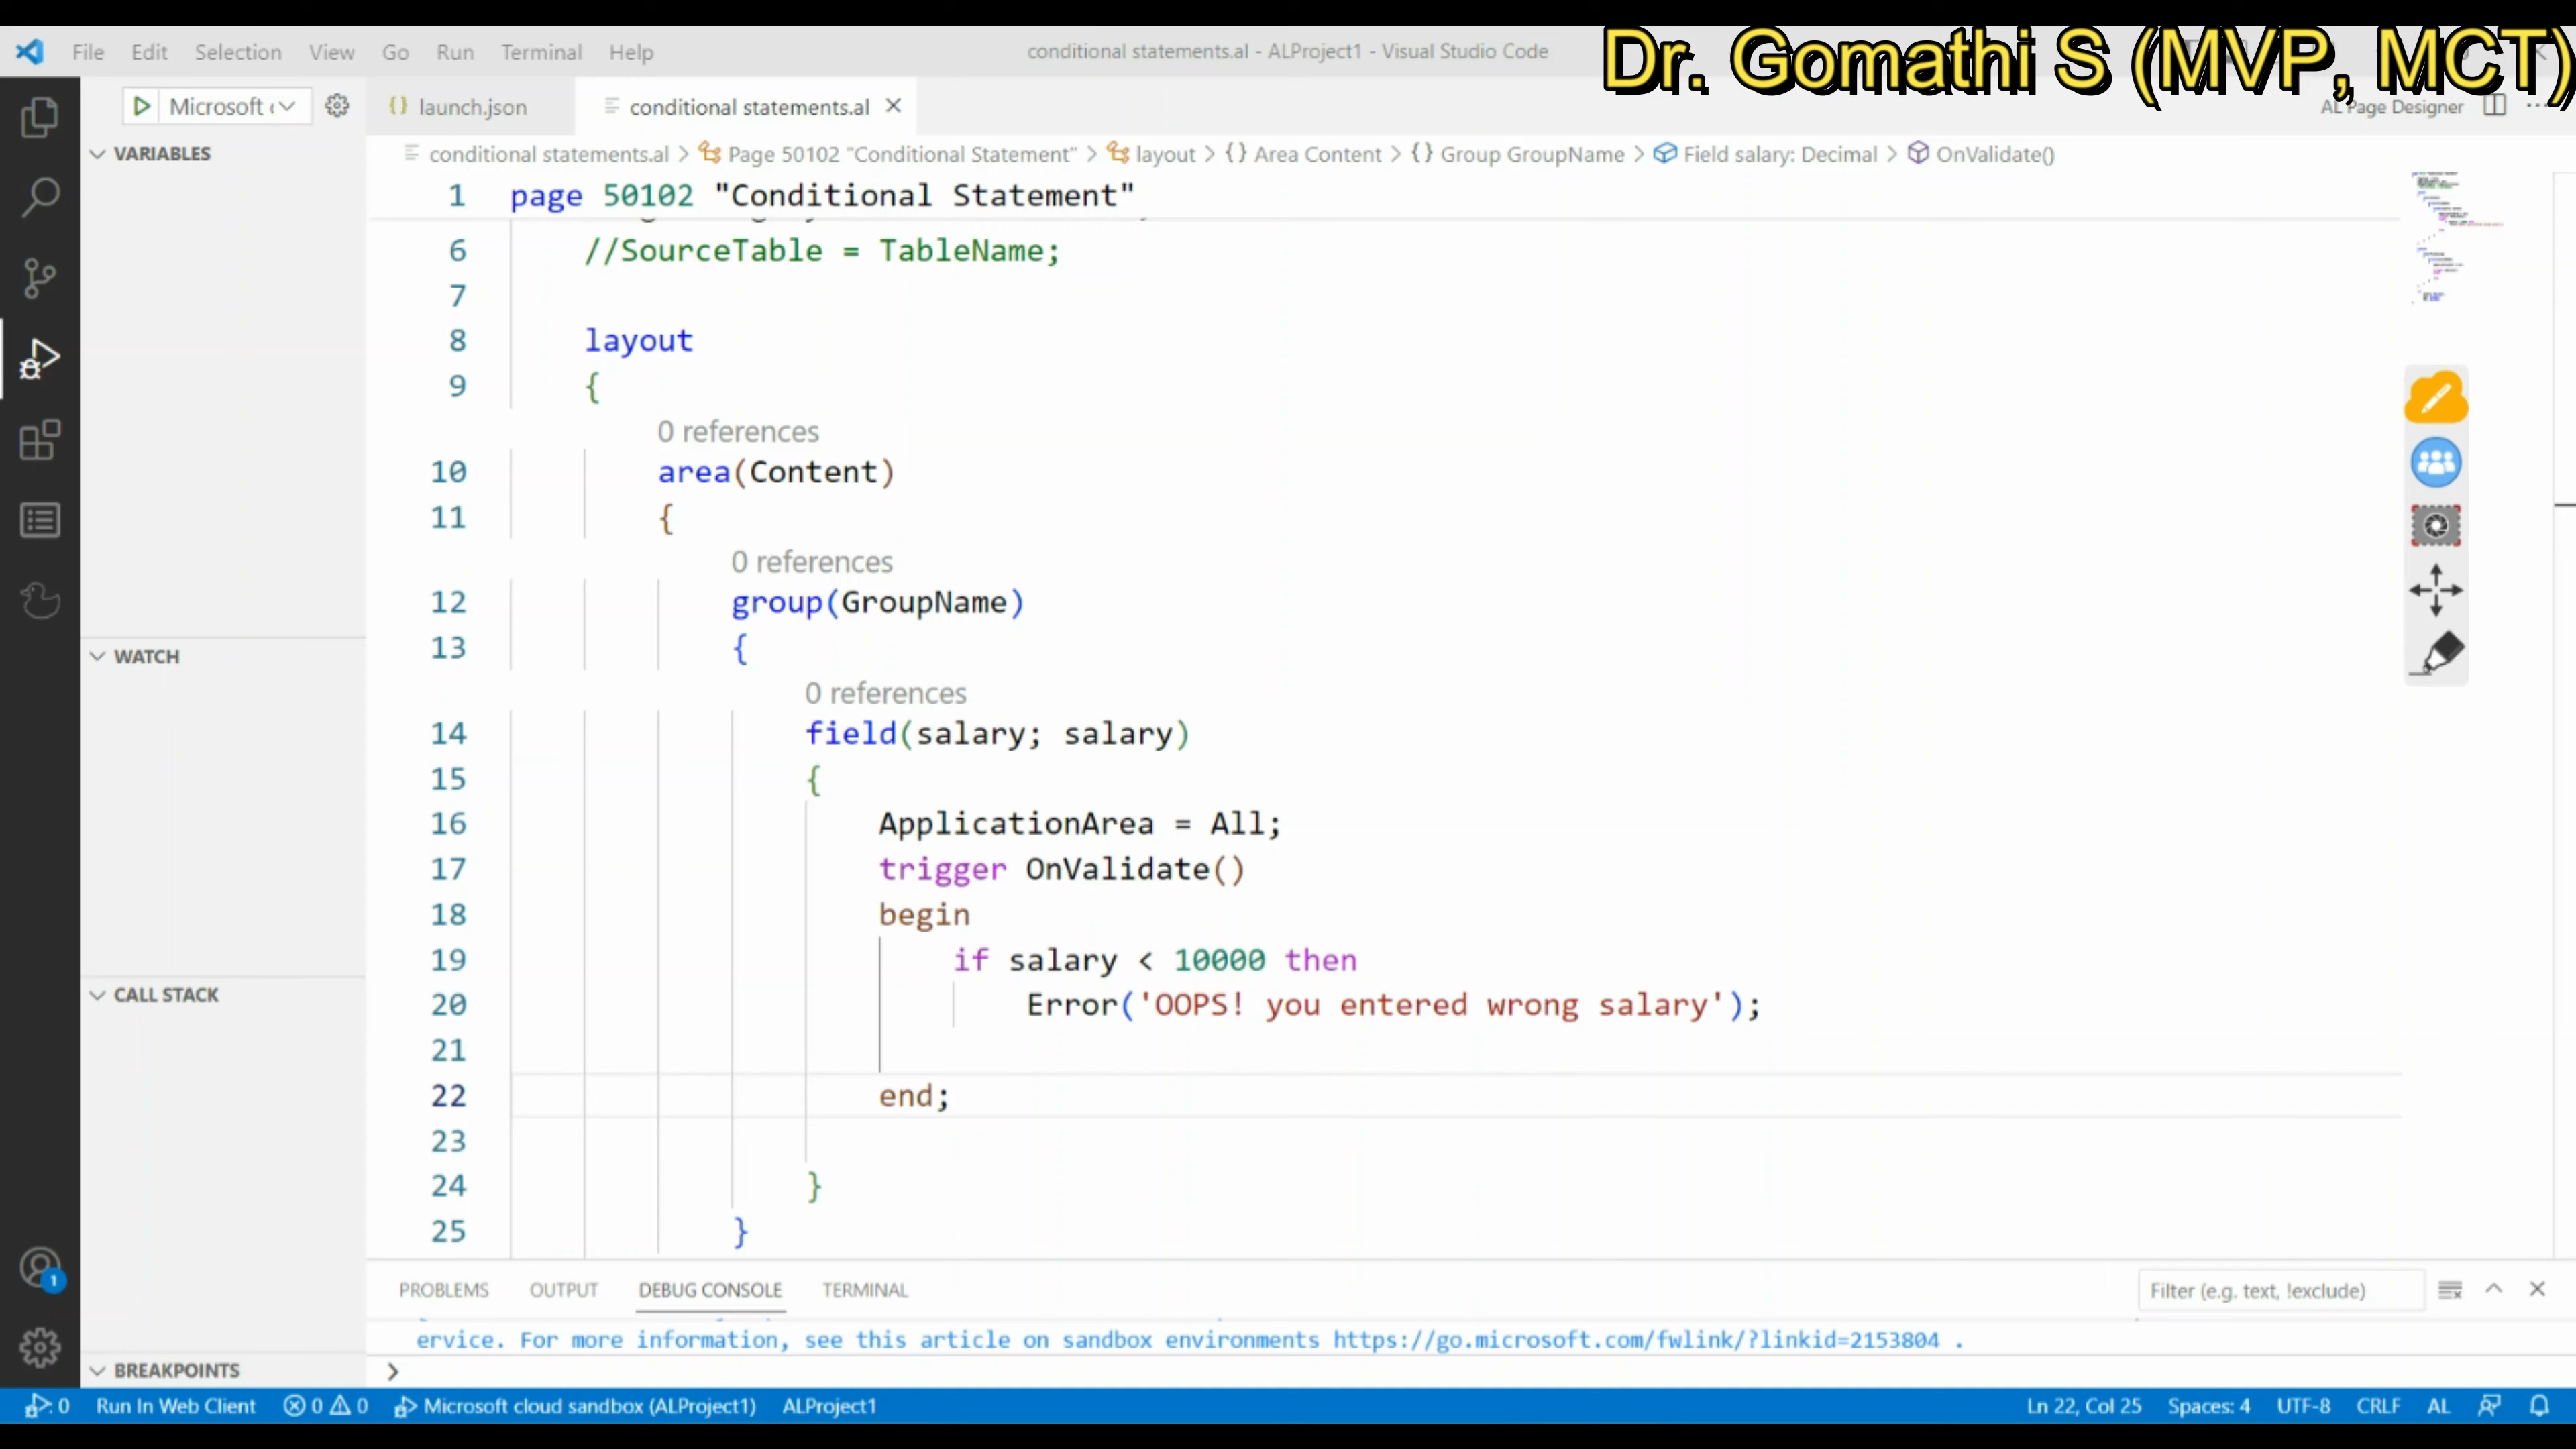 Dr. Gomathi S (MVP, MCT)
File Edit Selection View Go Run Terminal Help
conditional statements.al - ALProject1 - Visual Studio Code
Microsoft
launch.json
conditional statements.al
AL Page Designer
VARIABLES
conditional statements.al > Page 50102 "Conditional Statement" > layout > {} Area Content > {} Group GroupName > Field salary: Decimal > OnValidate()
1 page 50102 "Conditional Statement"
6 //SourceTable = TableName;
7
8 layout
9 {
0 references
10 area(Content)
11 {
0 references
12 group(GroupName)
13 {
0 references
14 field(salary; salary)
15 {
16 ApplicationArea = All;
17 trigger OnValidate()
18 begin
19 if salary < 10000 then
20 Error('OOPS! you entered wrong salary');
21
22 end;
23
24 }
25 }
WATCH
CALL STACK
BREAKPOINTS
PROBLEMS OUTPUT DEBUG CONSOLE TERMINAL
Filter (e.g. text, !exclude)
ervice. For more information, see this article on sandbox environments https://go.microsoft.com/fwlink/?linkid=2153804 .
>
1
0 Run In Web Client 0 0 Microsoft cloud sandbox (ALProject1) ALProject1
Ln 22, Col 25 Spaces: 4 UTF-8 CRLF AL